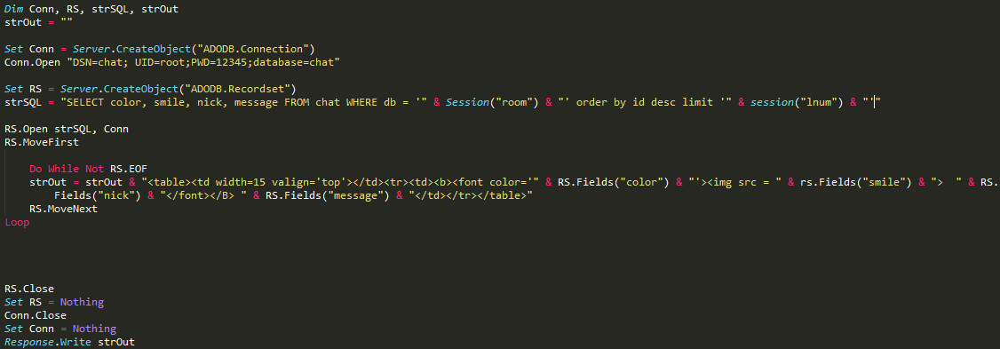 Dim Conn, RS, strSQL, strOut
strOut = ""
Set Conn = Server.CreateObject("ADODB.Connection")
Conn.Open "DSN=chat; UID=root;PWD=12345;database=chat"
Set RS = Server.CreateObject("ADODB.Recordset")
strSQL = "SELECT color, smile, nick, message FROM chat WHERE db = '" & Session("room") & "' order by id desc limit '" & session("lnum") & "'"
RS.Open strSQL, Conn
RS.MoveFirst
Do While Not RS.EOF
strOut = strOut & "<table><td width=15 valign='top'></td><tr><td><b><font color='" & RS.Fields("color") & "'><img src = " & rs.Fields("smile") & ">  " & RS.
Fields("nick") & "</font></B> " & RS.Fields("message") & "</td></tr></table>"
RS.MoveNext
Loop
RS.Close
Set RS = Nothing
Conn.Close
Set Conn = Nothing
Response.Write strOut